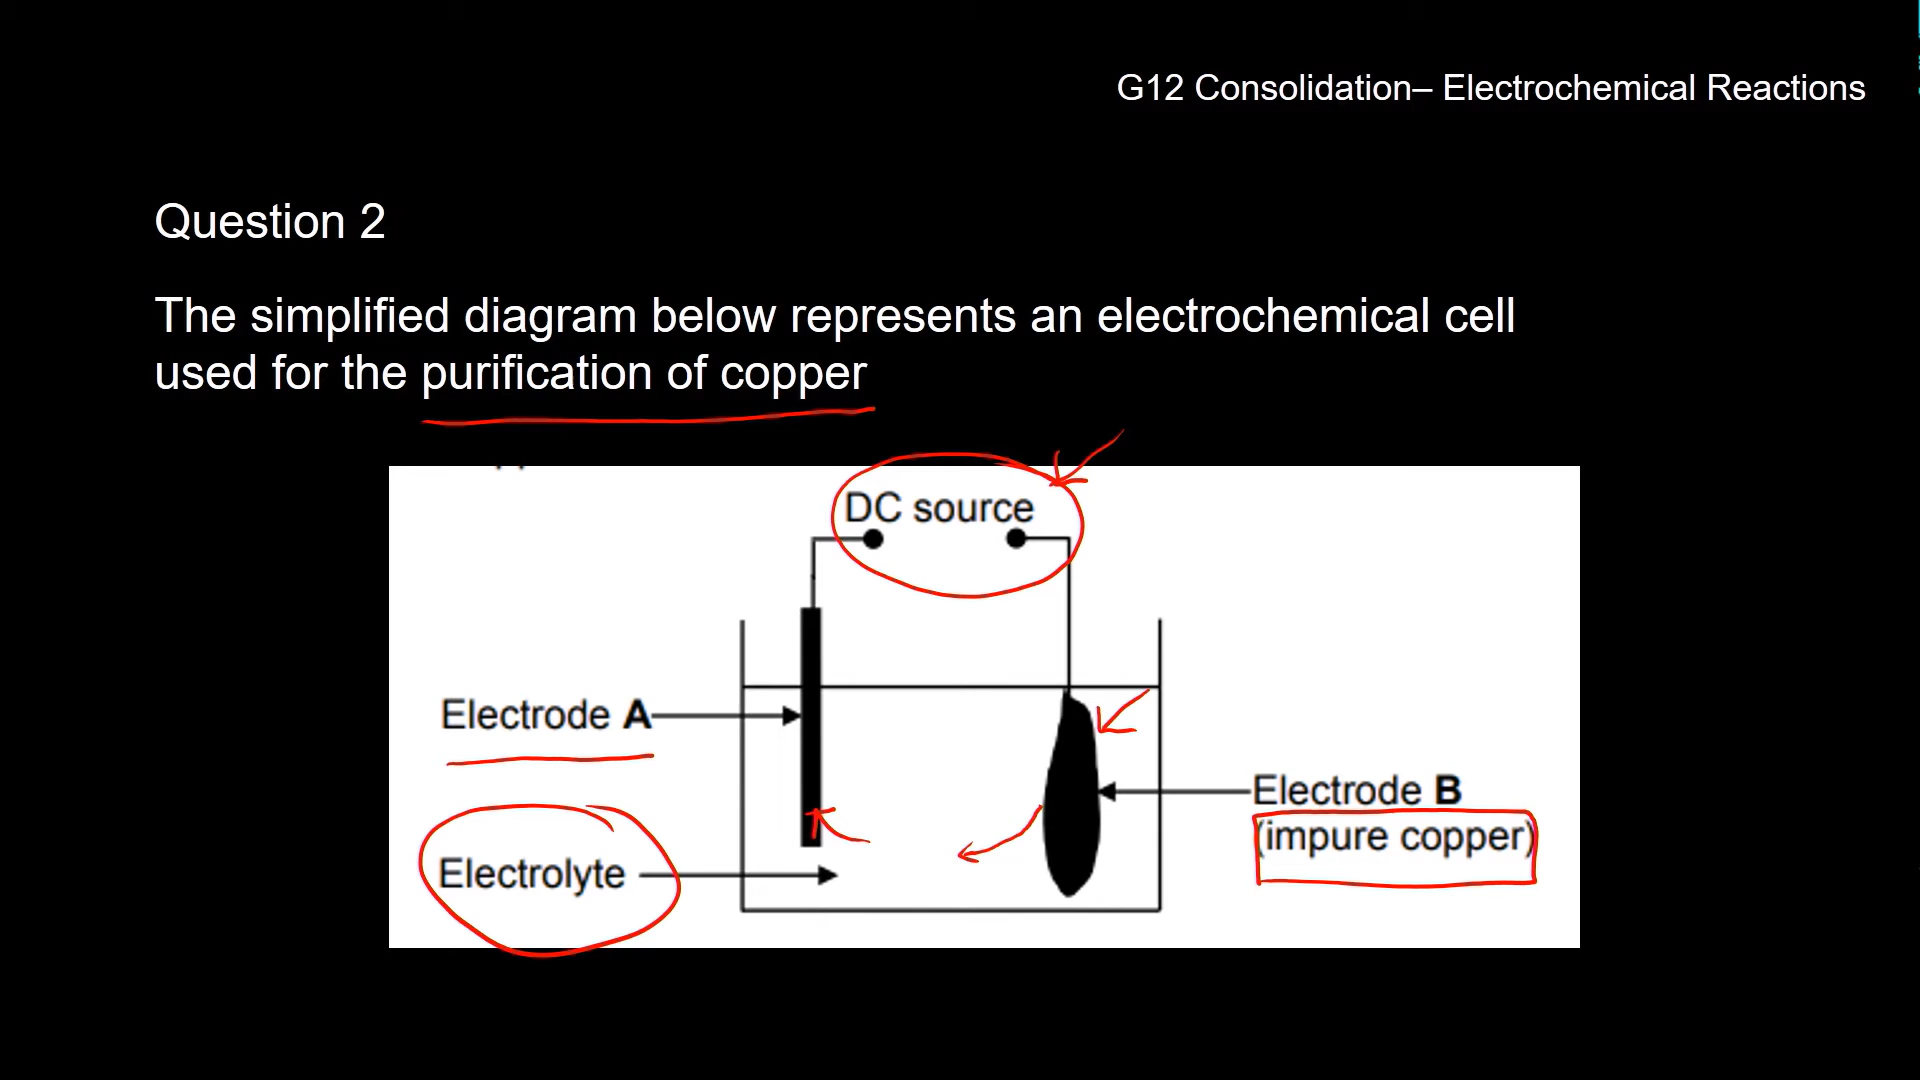 G12 Consolidation– Electrochemical Reactions
Question 2
The simplified diagram below represents an electrochemical cell
used for the purification of copper
DC source
Electrode A
Electrode B
(impure copper)
Electrolyte